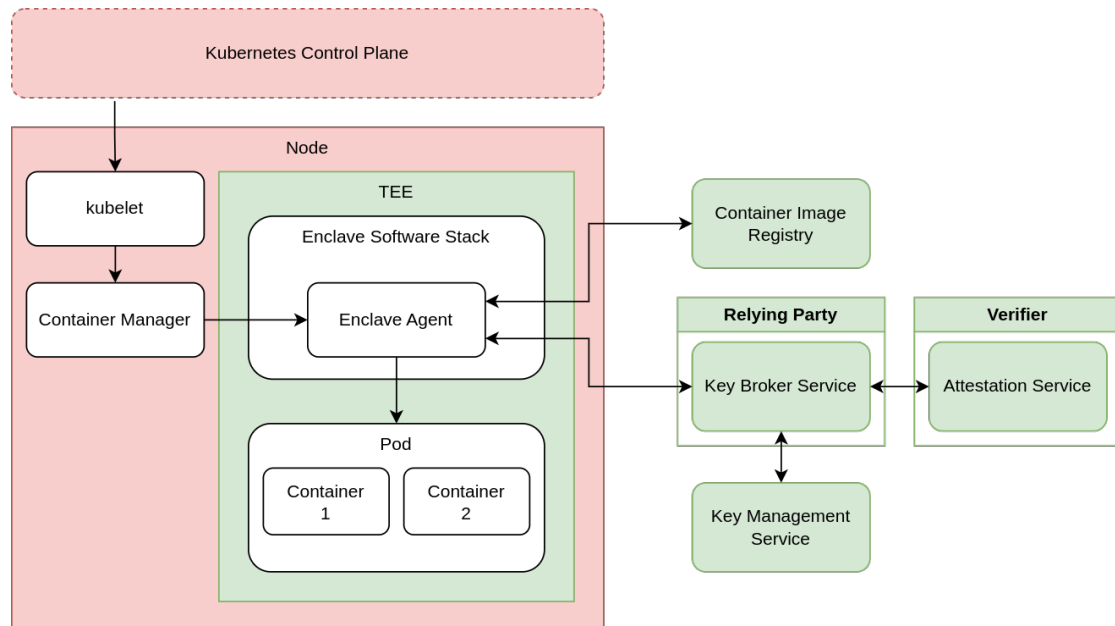 Kubernetes Control Plane
Node
kubelet
Container Manager
TEE
Enclave Software Stack
Enclave Agent
Pod
Container
1
Container
2
Container Image
Registry
Relying Party
Key Broker Service
Verifier
Attestation Service
Key Management
Service